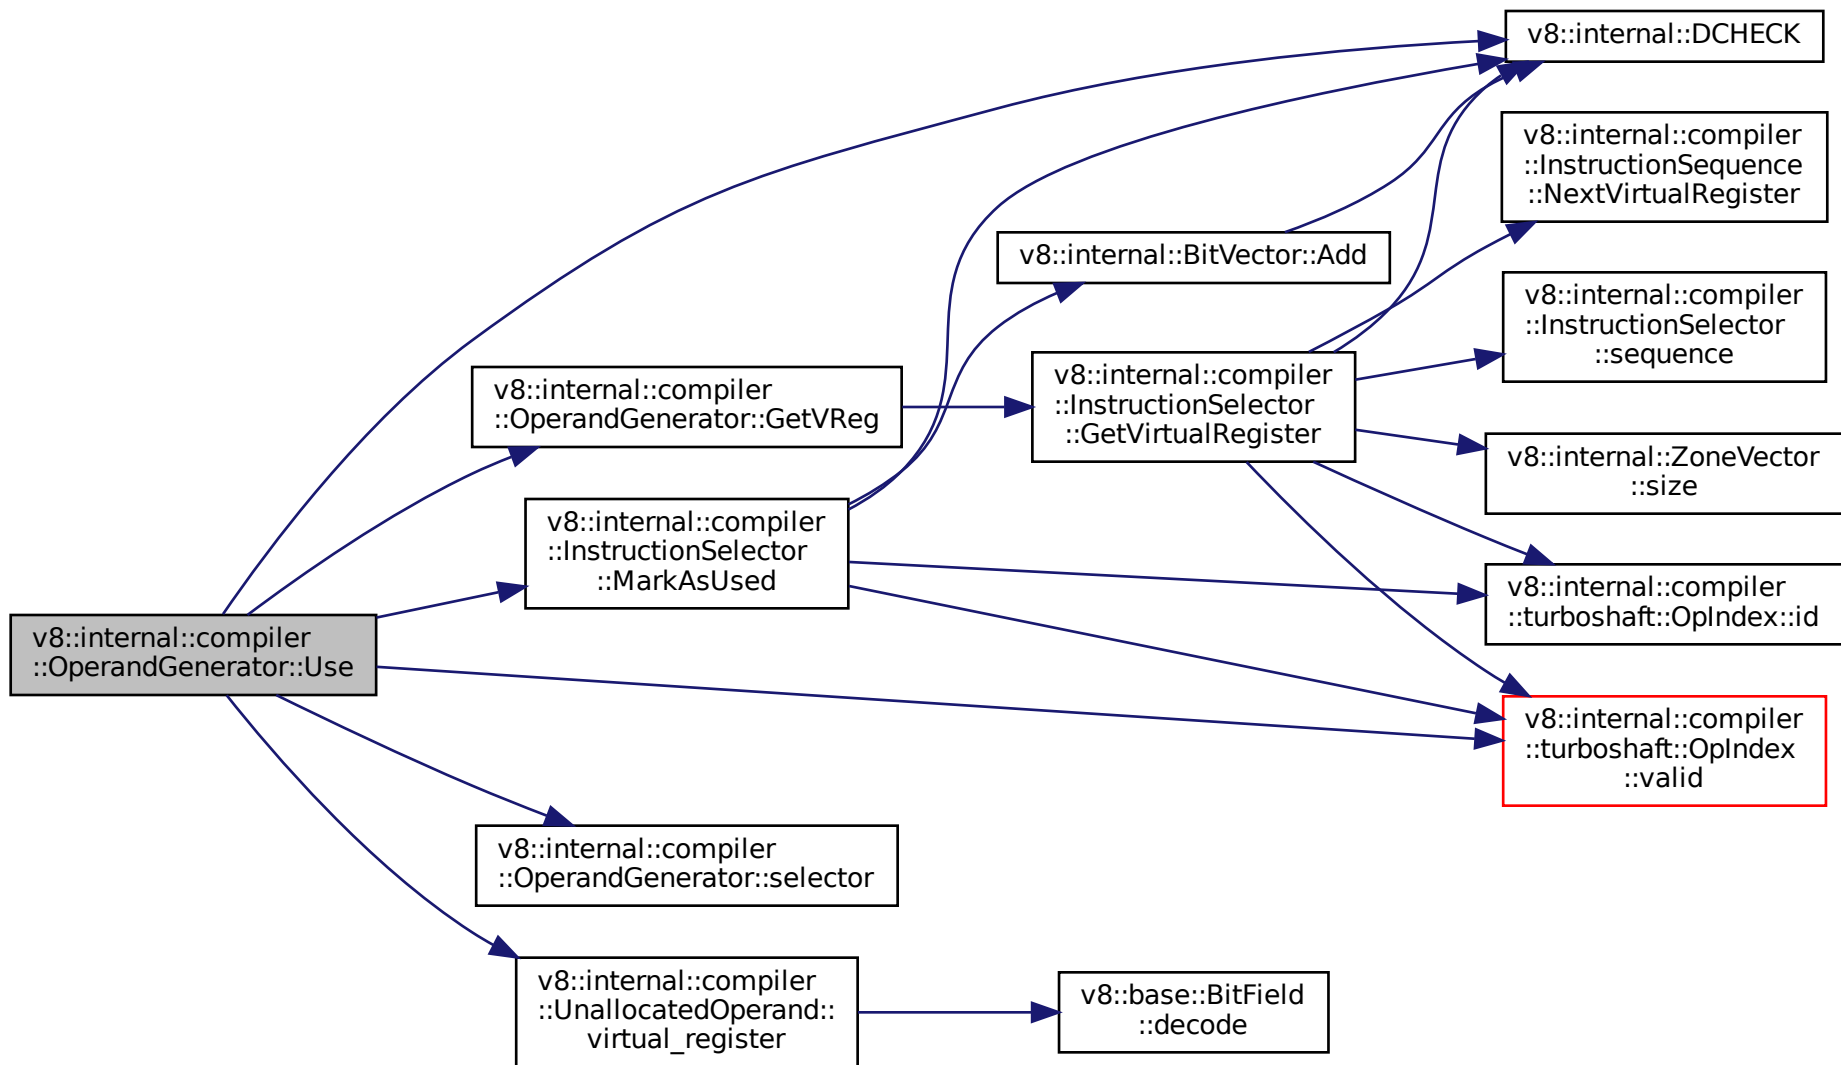 v8::internal::DCHECK
v8::internal::compiler
::InstructionSequence
::NextVirtualRegister
v8::internal::BitVector::Add
v8::internal::compiler
::InstructionSelector
::sequence
v8::internal::compiler
::OperandGenerator::GetVReg
v8::internal::compiler
::InstructionSelector
::GetVirtualRegister
v8::internal::ZoneVector
::size
v8::internal::compiler
::InstructionSelector
::MarkAsUsed
v8::internal::compiler
::turboshaft::OpIndex::id
v8::internal::compiler
::OperandGenerator::Use
v8::internal::compiler
::turboshaft::OpIndex
::valid
v8::internal::compiler
::OperandGenerator::selector
v8::internal::compiler
::UnallocatedOperand::
virtual_register
v8::base::BitField
::decode